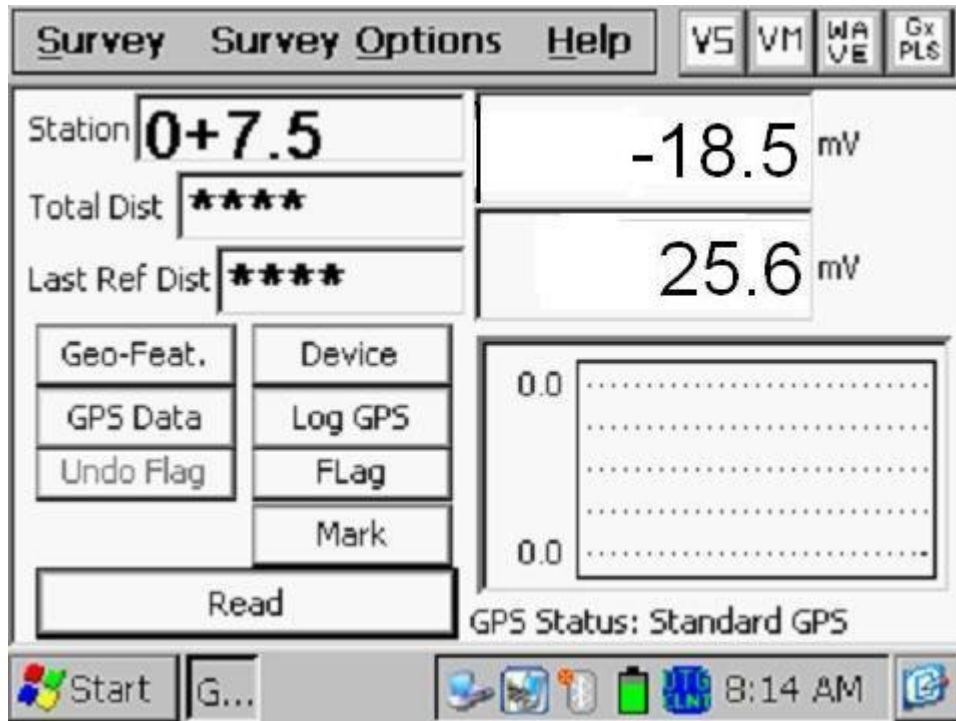 Survey Survey Options Help VS VM WA VE Gx PLS
Station 0+7.5
-18.5 mV
Total Dist ****
25.6 mV
Last Ref Dist ****
Geo-Feat. Device
GPS Data Log GPS
Undo Flag FLag
Mark
Read
0.0
0.0
GPS Status: Standard GPS
Start G... DTG CLNT 8:14 AM